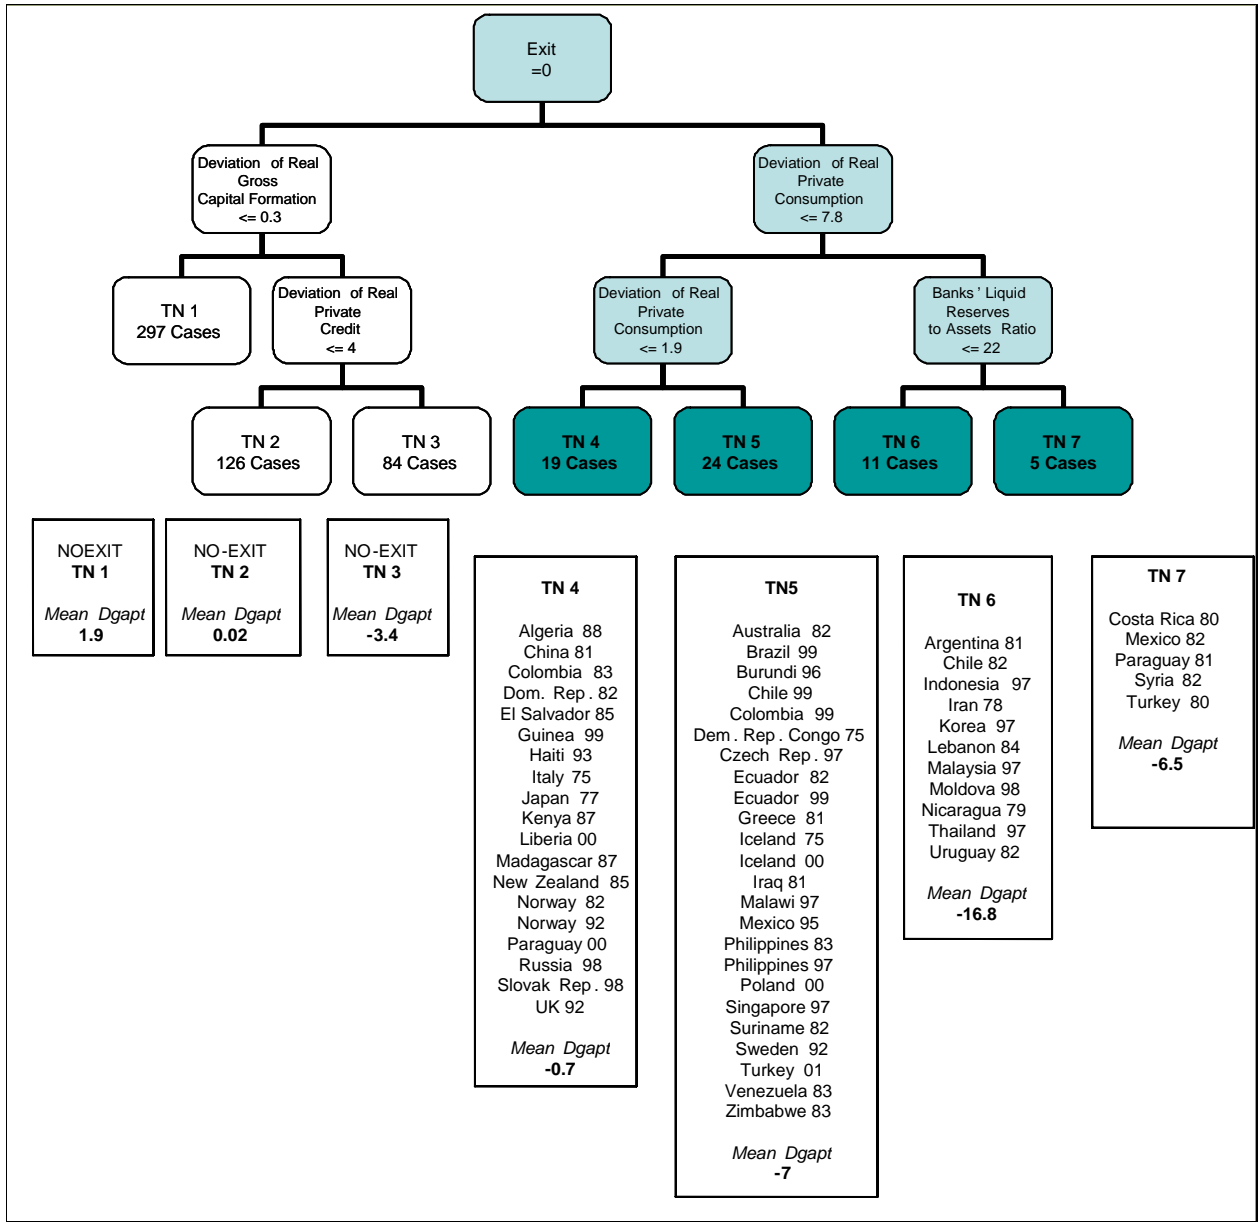 Exit
=0
Deviation of Real
Gross
Capital Formation
<= 0.3
Deviation of Real
Private
Consumption
<= 7.8
TN 1
297 Cases
Deviation of Real
Private
Credit
<= 4
Deviation of Real
Private
Consumption
<= 1.9
Banks ' Liquid
Reserves
to Assets Ratio
<= 22
TN 2
126 Cases
TN 3
84 Cases
TN 4
19 Cases
TN 5
24 Cases
TN 6
11 Cases
TN 7
5 Cases
NOEXIT
TN 1
Mean Dgapt
1.9
NO-EXIT
TN 2
Mean Dgapt
0.02
NO-EXIT
TN 3
Mean Dgapt
-3.4
TN 4
Algeria 88
China 81
Colombia 83
Dom. Rep. 82
El Salvador 85
Guinea 99
Haiti 93
Italy 75
Japan 77
Kenya 87
Liberia 00
Madagascar 87
New Zealand 85
Norway 82
Norway 92
Paraguay 00
Russia 98
Slovak Rep. 98
UK 92
Mean Dgapt
-0.7
TN5
Australia 82
Brazil 99
Burundi 96
Chile 99
Colombia 99
Dem. Rep. Congo 75
Czech Rep. 97
Ecuador 82
Ecuador 99
Greece 81
Iceland 75
Iceland 00
Iraq 81
Malawi 97
Mexico 95
Philippines 83
Philippines 97
Poland 00
Singapore 97
Suriname 82
Sweden 92
Turkey 01
Venezuela 83
Zimbabwe 83
Mean Dgapt
-7
TN 6
Argentina 81
Chile 82
Indonesia 97
Iran 78
Korea 97
Lebanon 84
Malaysia 97
Moldova 98
Nicaragua 79
Thailand 97
Uruguay 82
Mean Dgapt
-16.8
TN 7
Costa Rica 80
Mexico 82
Paraguay 81
Syria 82
Turkey 80
Mean Dgapt
-6.5